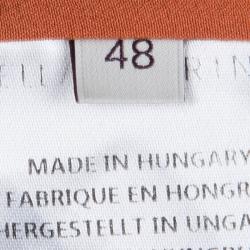 48
MADE IN HUNGARY
FABRIQUE EN HONGR
HERGESTELLT IN UNGA